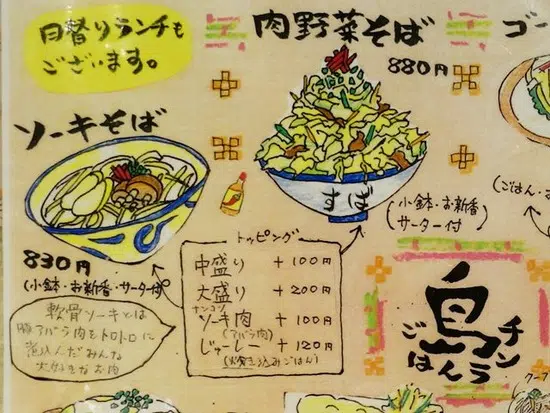 日替りランチも
ございます。
肉野菜そば
880円
ゴー
ソーキそば
すば
(小鉢・お新香
サーター付)
(ごはん・
830円
(小鉢・お新香・サーター付)
トッピング
中盛り +100円
大盛り +200円
ナンコツ
ソーキ肉 +100円
(アバラ肉)
じゅーしー +120円
(炊き込みごはん)
軟骨ソーキとは
豚アバラ肉をトロトロに
煮込んだみんな
大好きなお肉
島
ごはん
ランチ